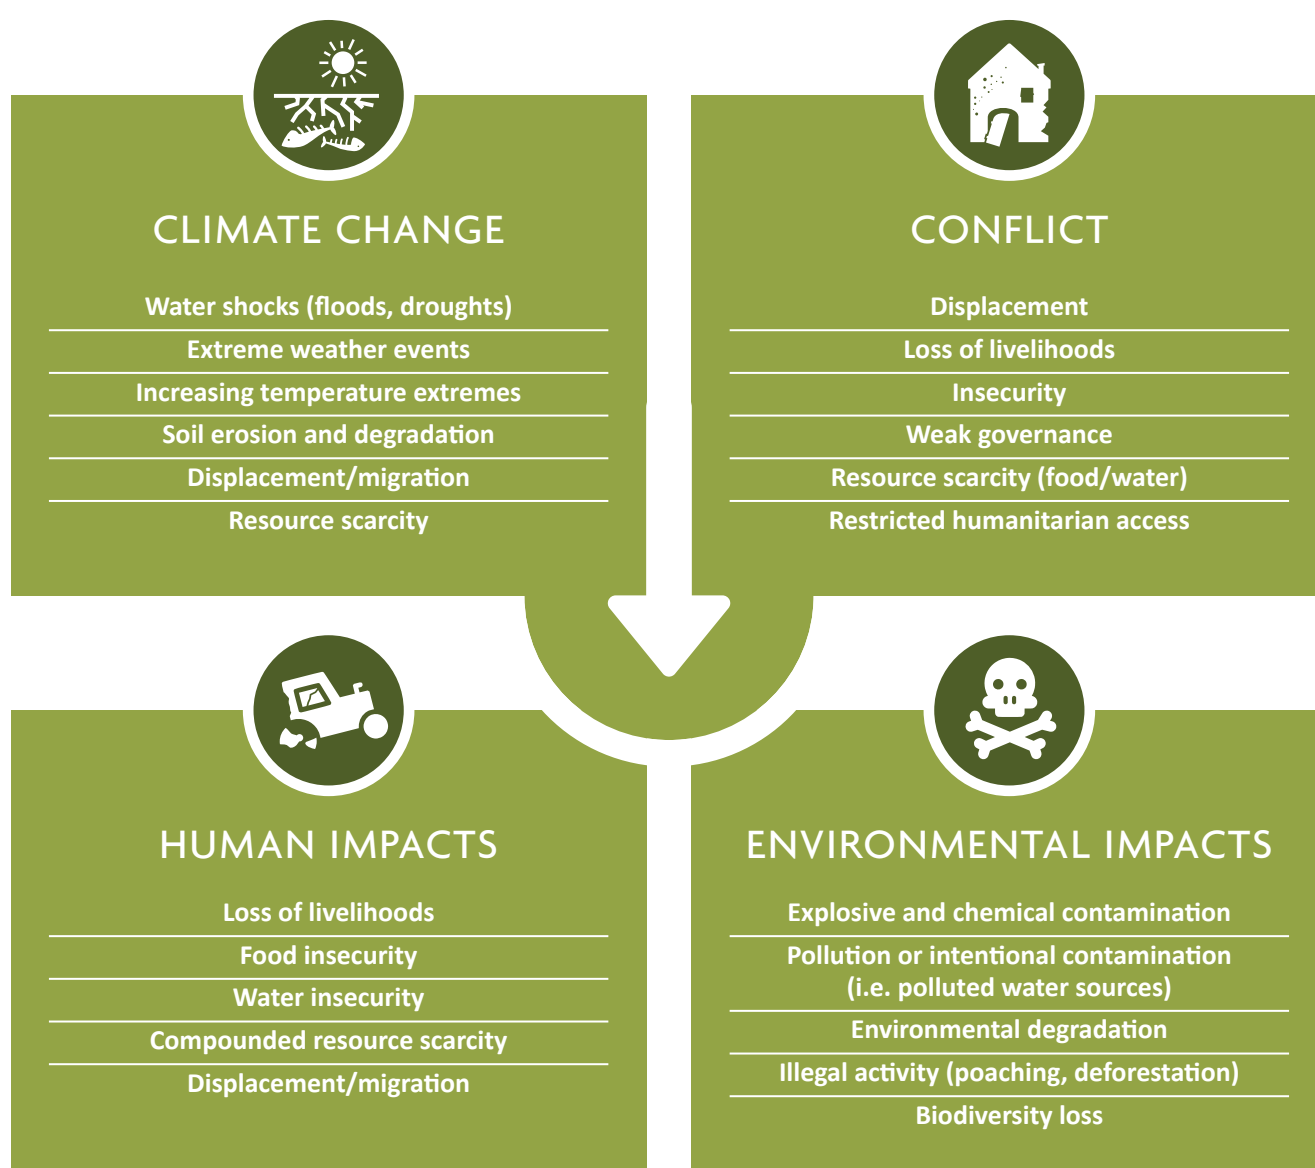 CLIMATE CHANGE
Water shocks (floods, droughts)
Extreme weather events
Increasing temperature extremes
Soil erosion and degradation
Displacement/migration
Resource scarcity
CONFLICT
Displacement
Loss of livelihoods
Insecurity
Weak governance
Resource scarcity (food/water)
Restricted humanitarian access
HUMAN IMPACTS
Loss of livelihoods
Food insecurity
Water insecurity
Compounded resource scarcity
Displacement/migration
ENVIRONMENTAL IMPACTS
Explosive and chemical contamination
Pollution or intentional contamination
(i.e. polluted water sources)
Environmental degradation
Illegal activity (poaching, deforestation)
Biodiversity loss